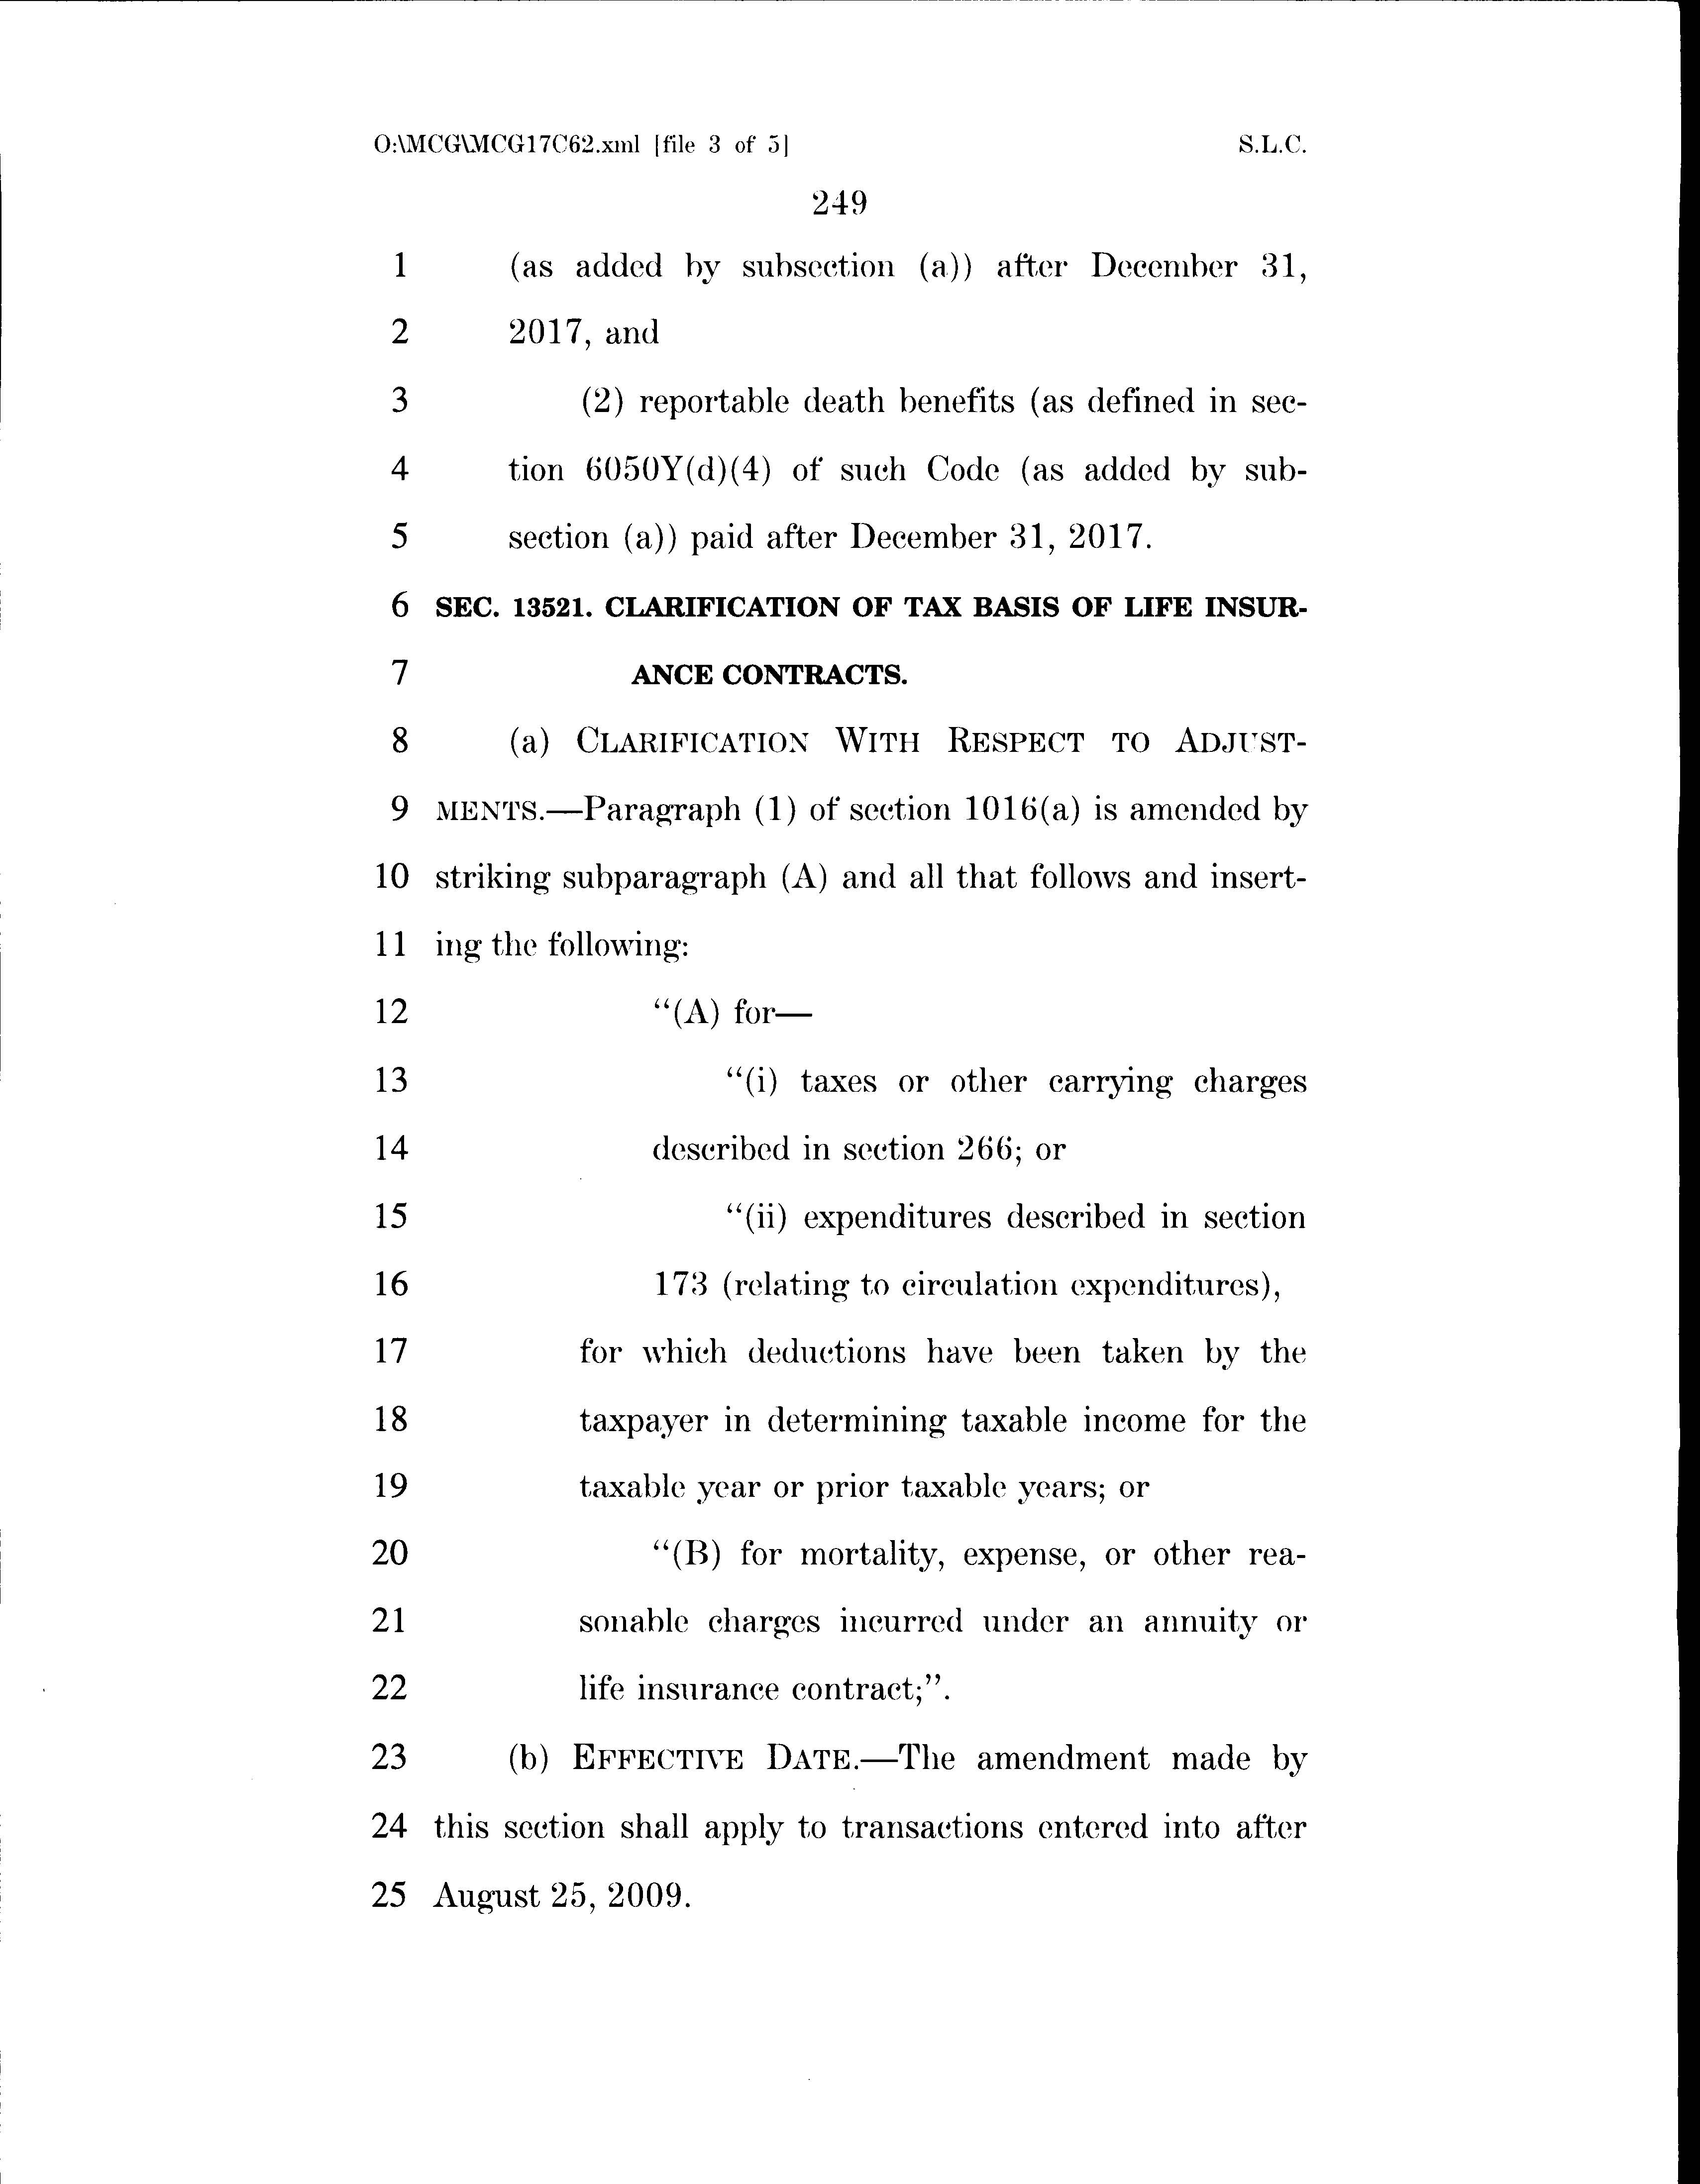 O:\MCG\MCG17C62.xml [file 3 of 5] S.L.C.
249
1 (as added by subsection (a)) after December 31,
2 2017, and
3 (2) reportable death benefits (as defined in sec-
4 tion 6050Y(d)(4) of such Code (as added by sub-
5 section (a)) paid after December 31, 2017.
6 SEC. 13521. CLARIFICATION OF TAX BASIS OF LIFE INSUR-
7 ANCE CONTRACTS.
8 (a) CLARIFICATION WITH RESPECT TO ADJUST-
9 MENTS.—Paragraph (1) of section 1016(a) is amended by
10 striking subparagraph (A) and all that follows and insert-
11 ing the following:
12 “(A) for—
13 “(i) taxes or other carrying charges
14 described in section 266; or
15 “(ii) expenditures described in section
16 173 (relating to circulation expenditures),
17 for which deductions have been taken by the
18 taxpayer in determining taxable income for the
19 taxable year or prior taxable years; or
20 “(B) for mortality, expense, or other rea-
21 sonable charges incurred under an annuity or
22 life insurance contract;”.
23 (b) EFFECTIVE DATE.—The amendment made by
24 this section shall apply to transactions entered into after
25 August 25, 2009.